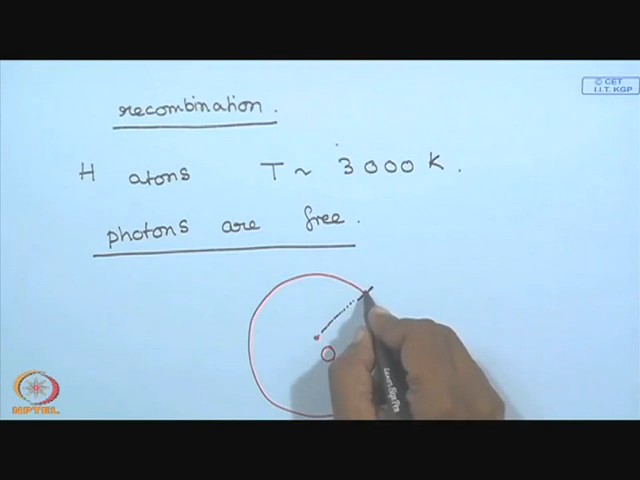 © CET
I.I.T. KGP
recombination.
H atoms T ~ 3000 K.
photons are free.
O
NPTEL